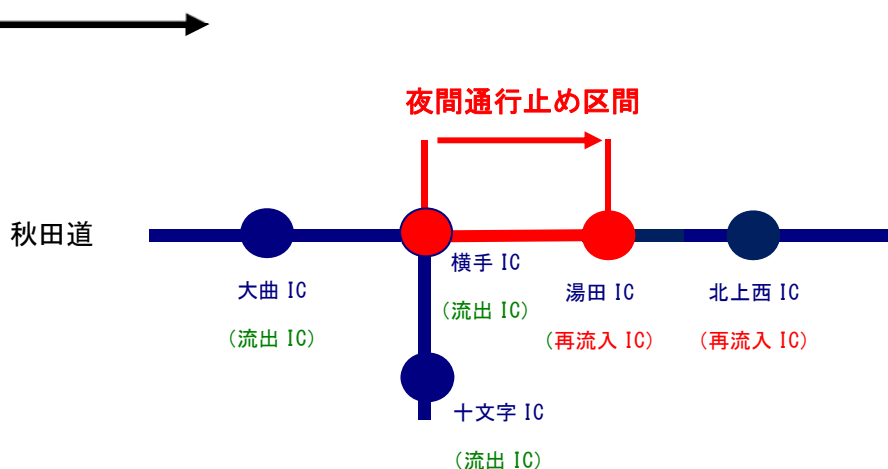 夜間通行止め区間
秋田道
横手 IC
(流出 IC)
大曲 IC
(流出 IC)
湯田 IC
(再流入 IC)
北上西 IC
(再流入 IC)
十文字 IC
(流出 IC)